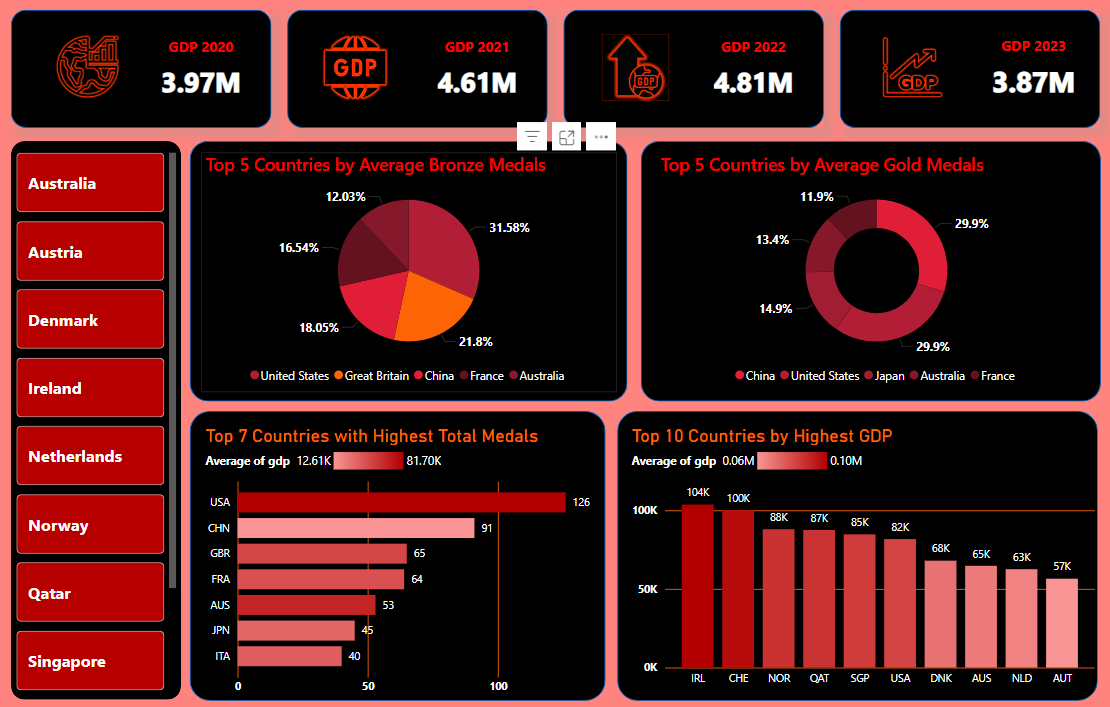 GDP 2020
3.97M
GDP
GDP 2021
4.61M
GDP
GDP 2022
4.81M
GDP
GDP 2023
3.87M
Australia
Austria
Denmark
Ireland
Netherlands
Norway
Qatar
Singapore
Top 5 Countries by Average Bronze Medals
12.03%
31.58%
16.54%
18.05%
21.8%
United States Great Britain China France Australia
Top 5 Countries by Average Gold Medals
11.9%
29.9%
13.4%
14.9%
29.9%
China United States Japan Australia France
Top 7 Countries with Highest Total Medals
Average of gdp 12.61K 81.70K
USA 126
CHN 91
GBR 65
FRA 64
AUS 53
JPN 45
ITA 40
0 50 100
Top 10 Countries by Highest GDP
Average of gdp 0.06M 0.10M
104K 100K 88K 87K 85K 82K 68K 65K 63K 57K
100K
50K
0K
IRL CHE NOR QAT SGP USA DNK AUS NLD AUT